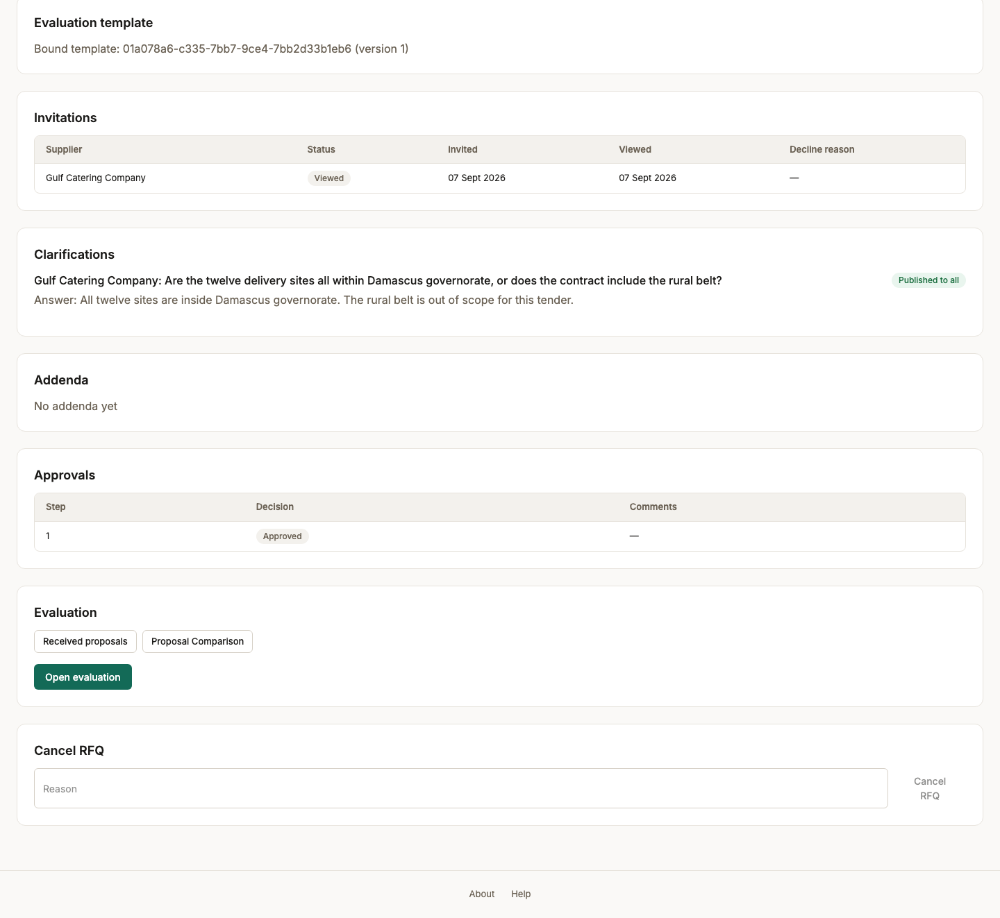 Evaluation template
Bound template: 01a078a6-c335-7bb7-9ce4-7bb2d33b1eb6 (version 1)
Invitations
Supplier Status Invited Viewed Decline reason
Gulf Catering Company Viewed 07 Sept 2026 07 Sept 2026 —
Clarifications
Gulf Catering Company: Are the twelve delivery sites all within Damascus governorate, or does the contract include the rural belt? Published to all
Answer: All twelve sites are inside Damascus governorate. The rural belt is out of scope for this tender.
Addenda
No addenda yet
Approvals
Step Decision Comments
1 Approved —
Evaluation
Received proposals Proposal Comparison
Open evaluation
Cancel RFQ
Reason
Cancel
RFQ
About Help